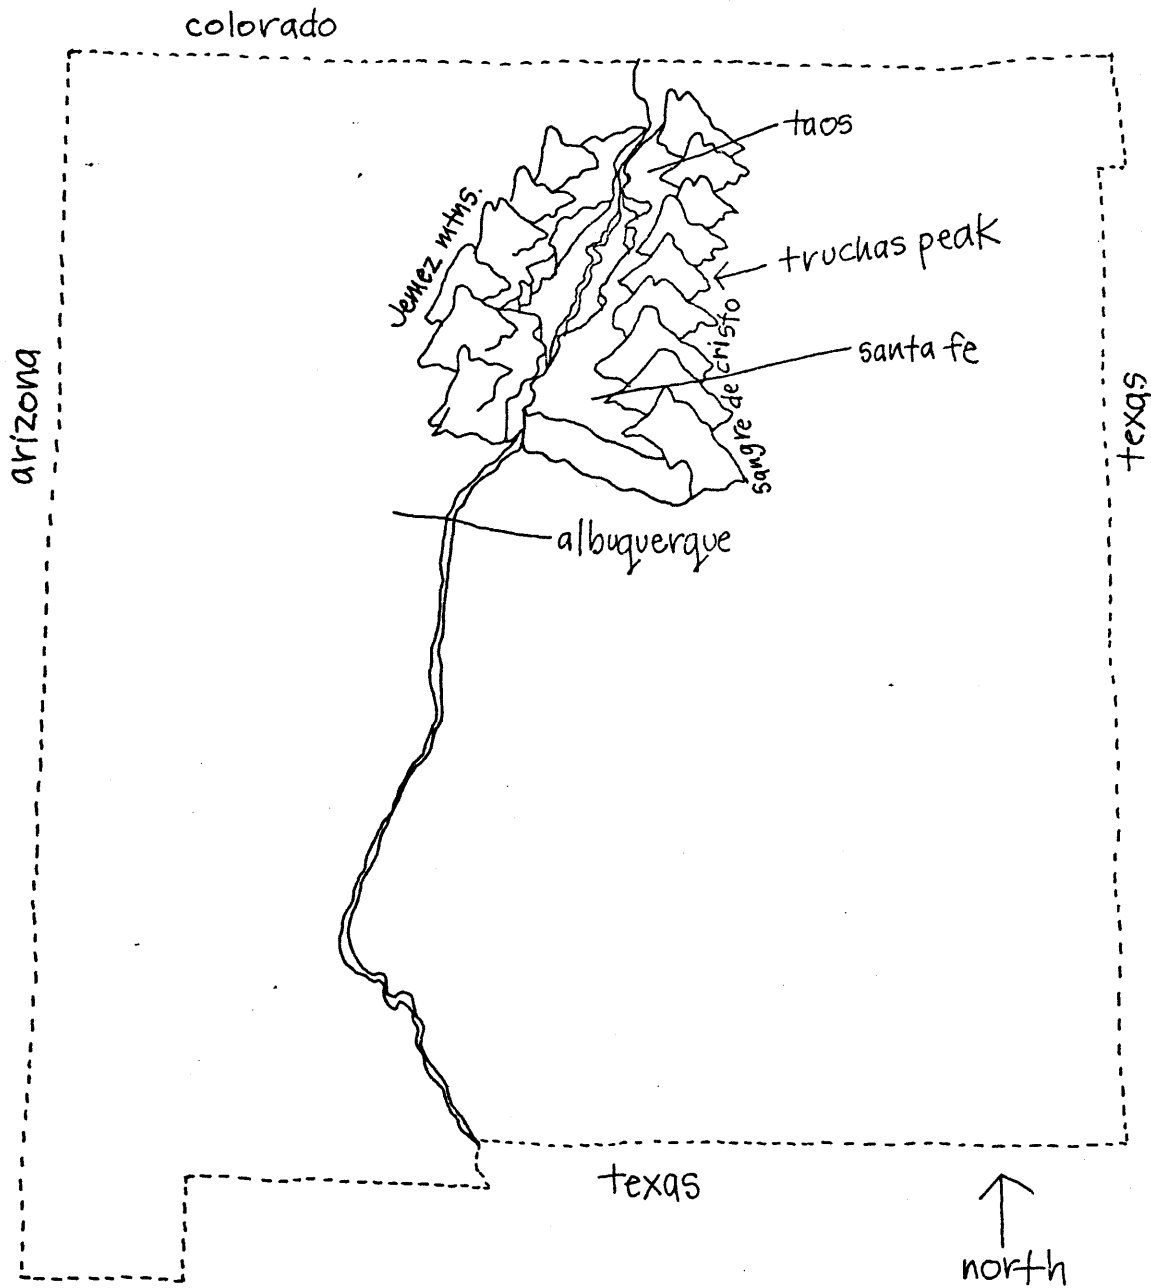 colorado
taos
Jemez mtns.
truchas peak
santa fe
sangre de cristo
arizona
texas
albuquerque
texas
north